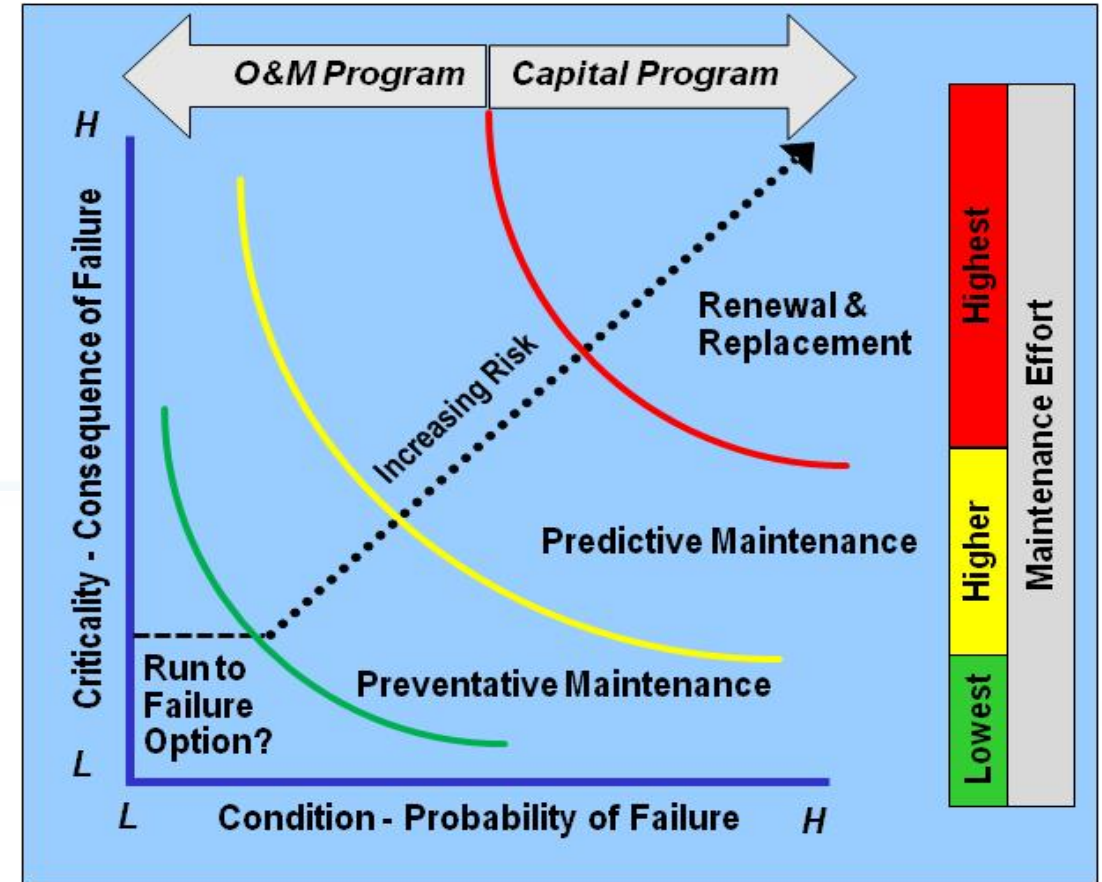 O&M Program
Capital Program
H
Criticality - Consequence of Failure
L
Increasing Risk
Renewal &
Replacement
Predictive Maintenance
Preventative Maintenance
Run to
Failure
Option?
L
Condition - Probability of Failure
H
Highest
Higher
Lowest
Maintenance Effort